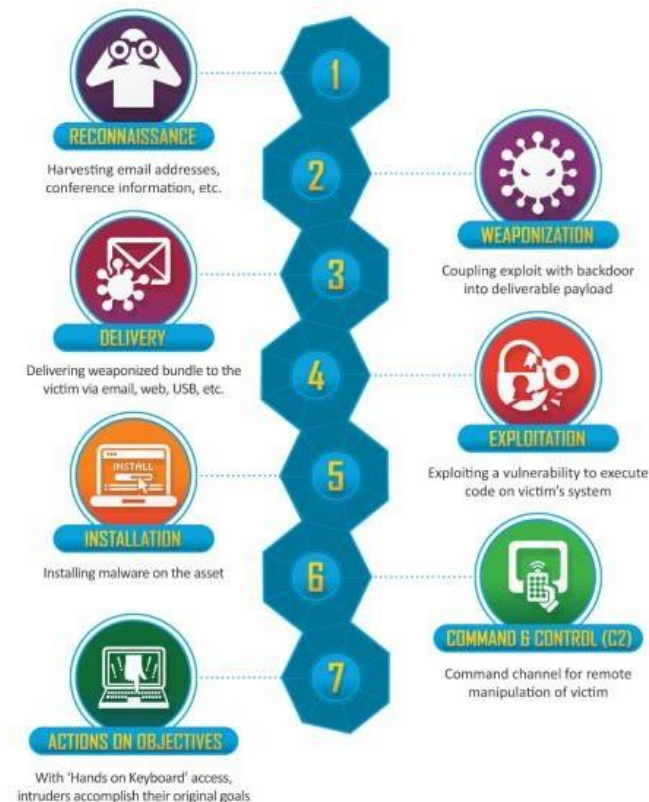 1
RECONNAISSANCE
Harvesting email addresses,
conference information, etc.
2
WEAPONIZATION
Coupling exploit with backdoor
into deliverable payload
3
DELIVERY
Delivering weaponized bundle to the
victim via email, web, USB, etc.
4
EXPLOITATION
Exploiting a vulnerability to execute
code on victim's system
5
INSTALL
INSTALLATION
Installing malware on the asset
6
COMMAND & CONTROL (C2)
Command channel for remote
manipulation of victim
7
ACTIONS ON OBJECTIVES
With 'Hands on Keyboard' access,
intruders accomplish their original goals